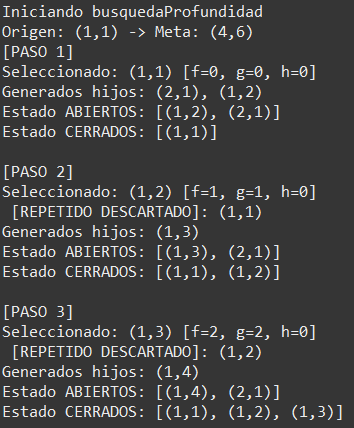 Iniciando busquedaProfundidad
Origen: (1,1) -> Meta: (4,6)
[PASO 1]
Seleccionado: (1,1) [f=0, g=0, h=0]
Generados hijos: (2,1), (1,2)
Estado ABIERTOS: [(1,2), (2,1)]
Estado CERRADOS: [(1,1)]

[PASO 2]
Seleccionado: (1,2) [f=1, g=1, h=0]
 [REPETIDO DESCARTADO]: (1,1)
Generados hijos: (1,3)
Estado ABIERTOS: [(1,3), (2,1)]
Estado CERRADOS: [(1,1), (1,2)]

[PASO 3]
Seleccionado: (1,3) [f=2, g=2, h=0]
 [REPETIDO DESCARTADO]: (1,2)
Generados hijos: (1,4)
Estado ABIERTOS: [(1,4), (2,1)]
Estado CERRADOS: [(1,1), (1,2), (1,3)]